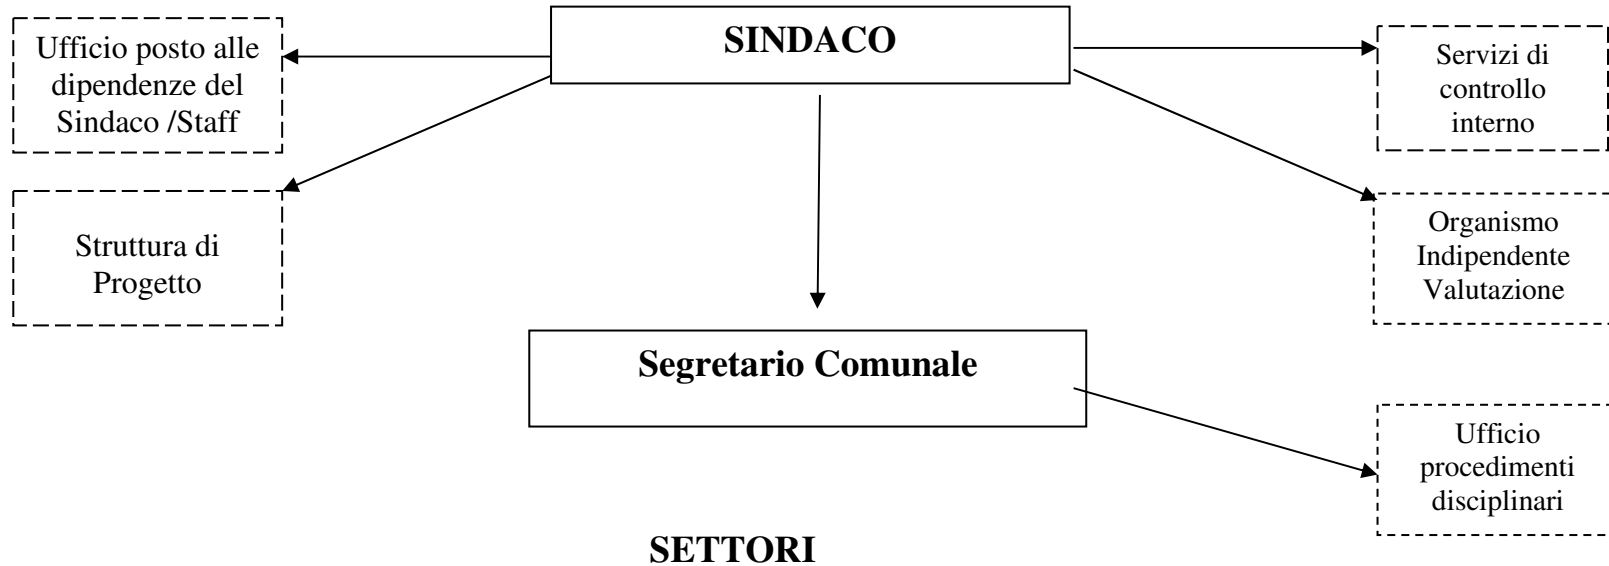 SINDACO
Ufficio posto alle
dipendenze del
Sindaco /Staff
Servizi di
controllo
interno
Struttura di
Progetto
Organismo
Indipendente
Valutazione
Segretario Comunale
Ufficio
procedimenti
disciplinari
SETTORI